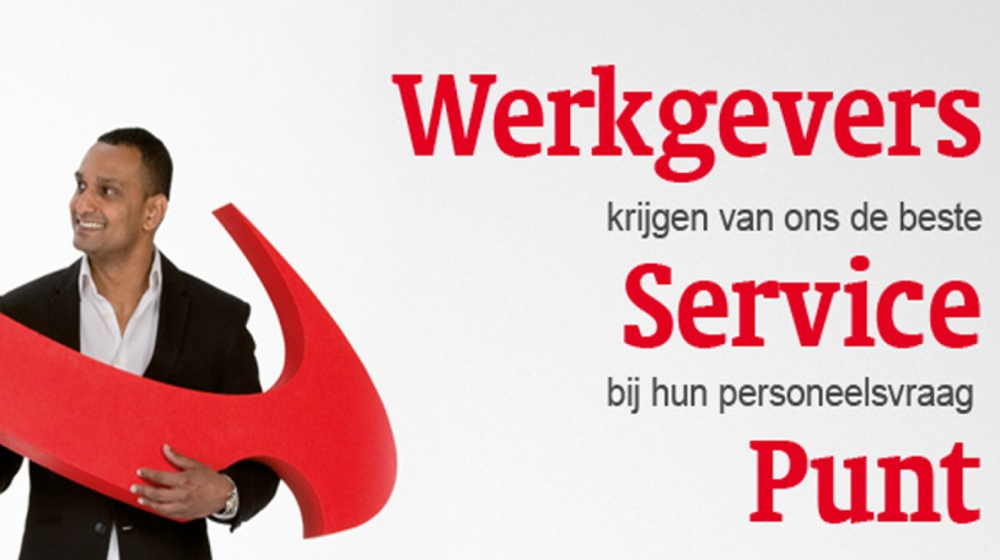 Werkgevers
krijgen van ons de beste
Service
bij hun personeelsvraag
Punt